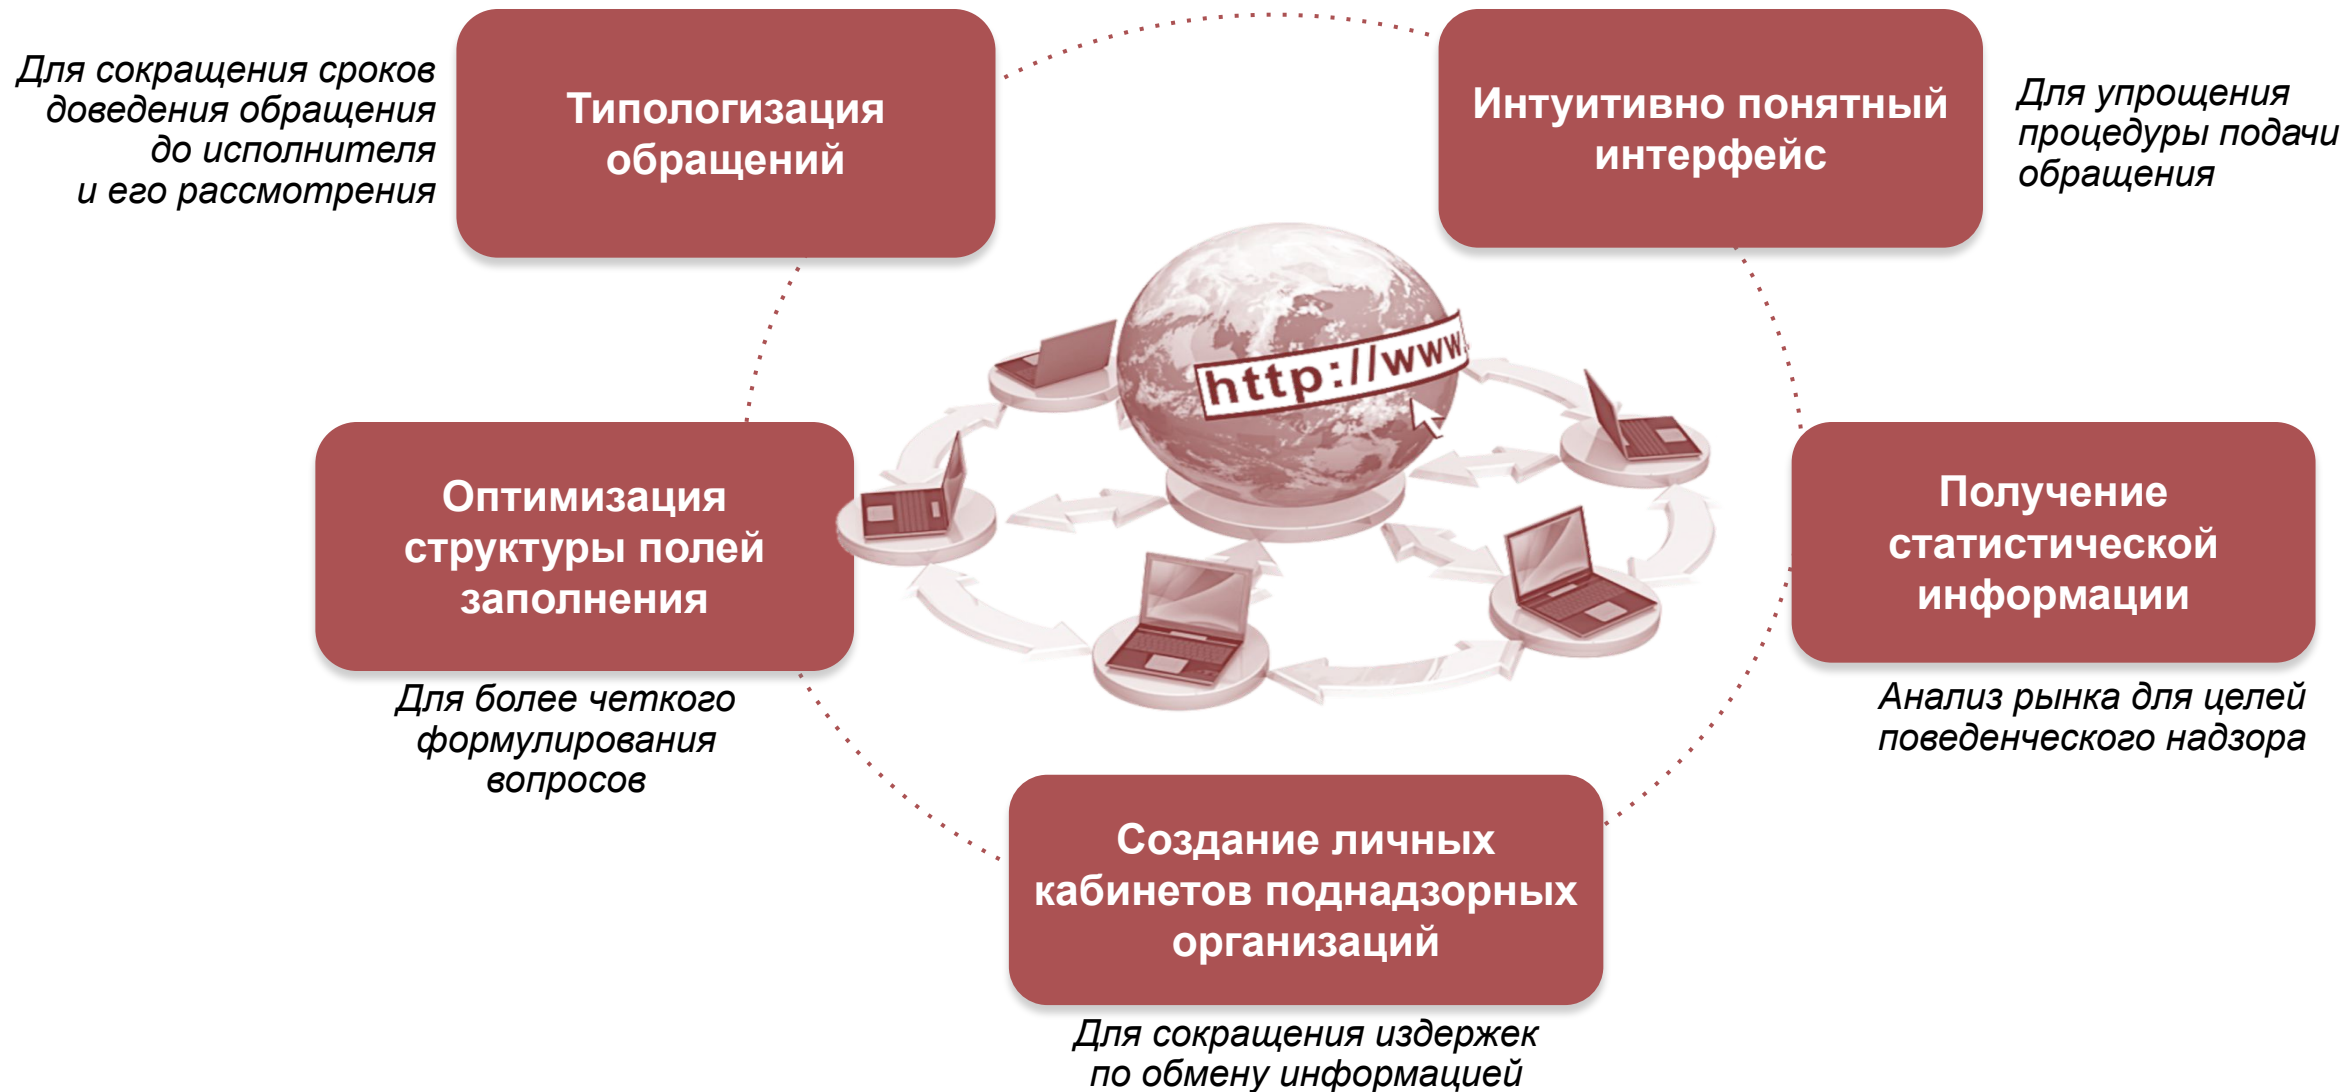 Для сокращения сроков
доведения обращения
до исполнителя
и его рассмотрения
Типологизация
обращений
Интуитивно понятный
интерфейс
Для упрощения
процедуры подачи
обращения
http://www.
Оптимизация
структуры полей
заполнения
Для более четкого
формулирования
вопросов
Получение
статистической
информации
Анализ рынка для целей
поведенческого надзора
Создание личных
кабинетов поднадзорных
организаций
Для сокращения издержек
по обмену информацией